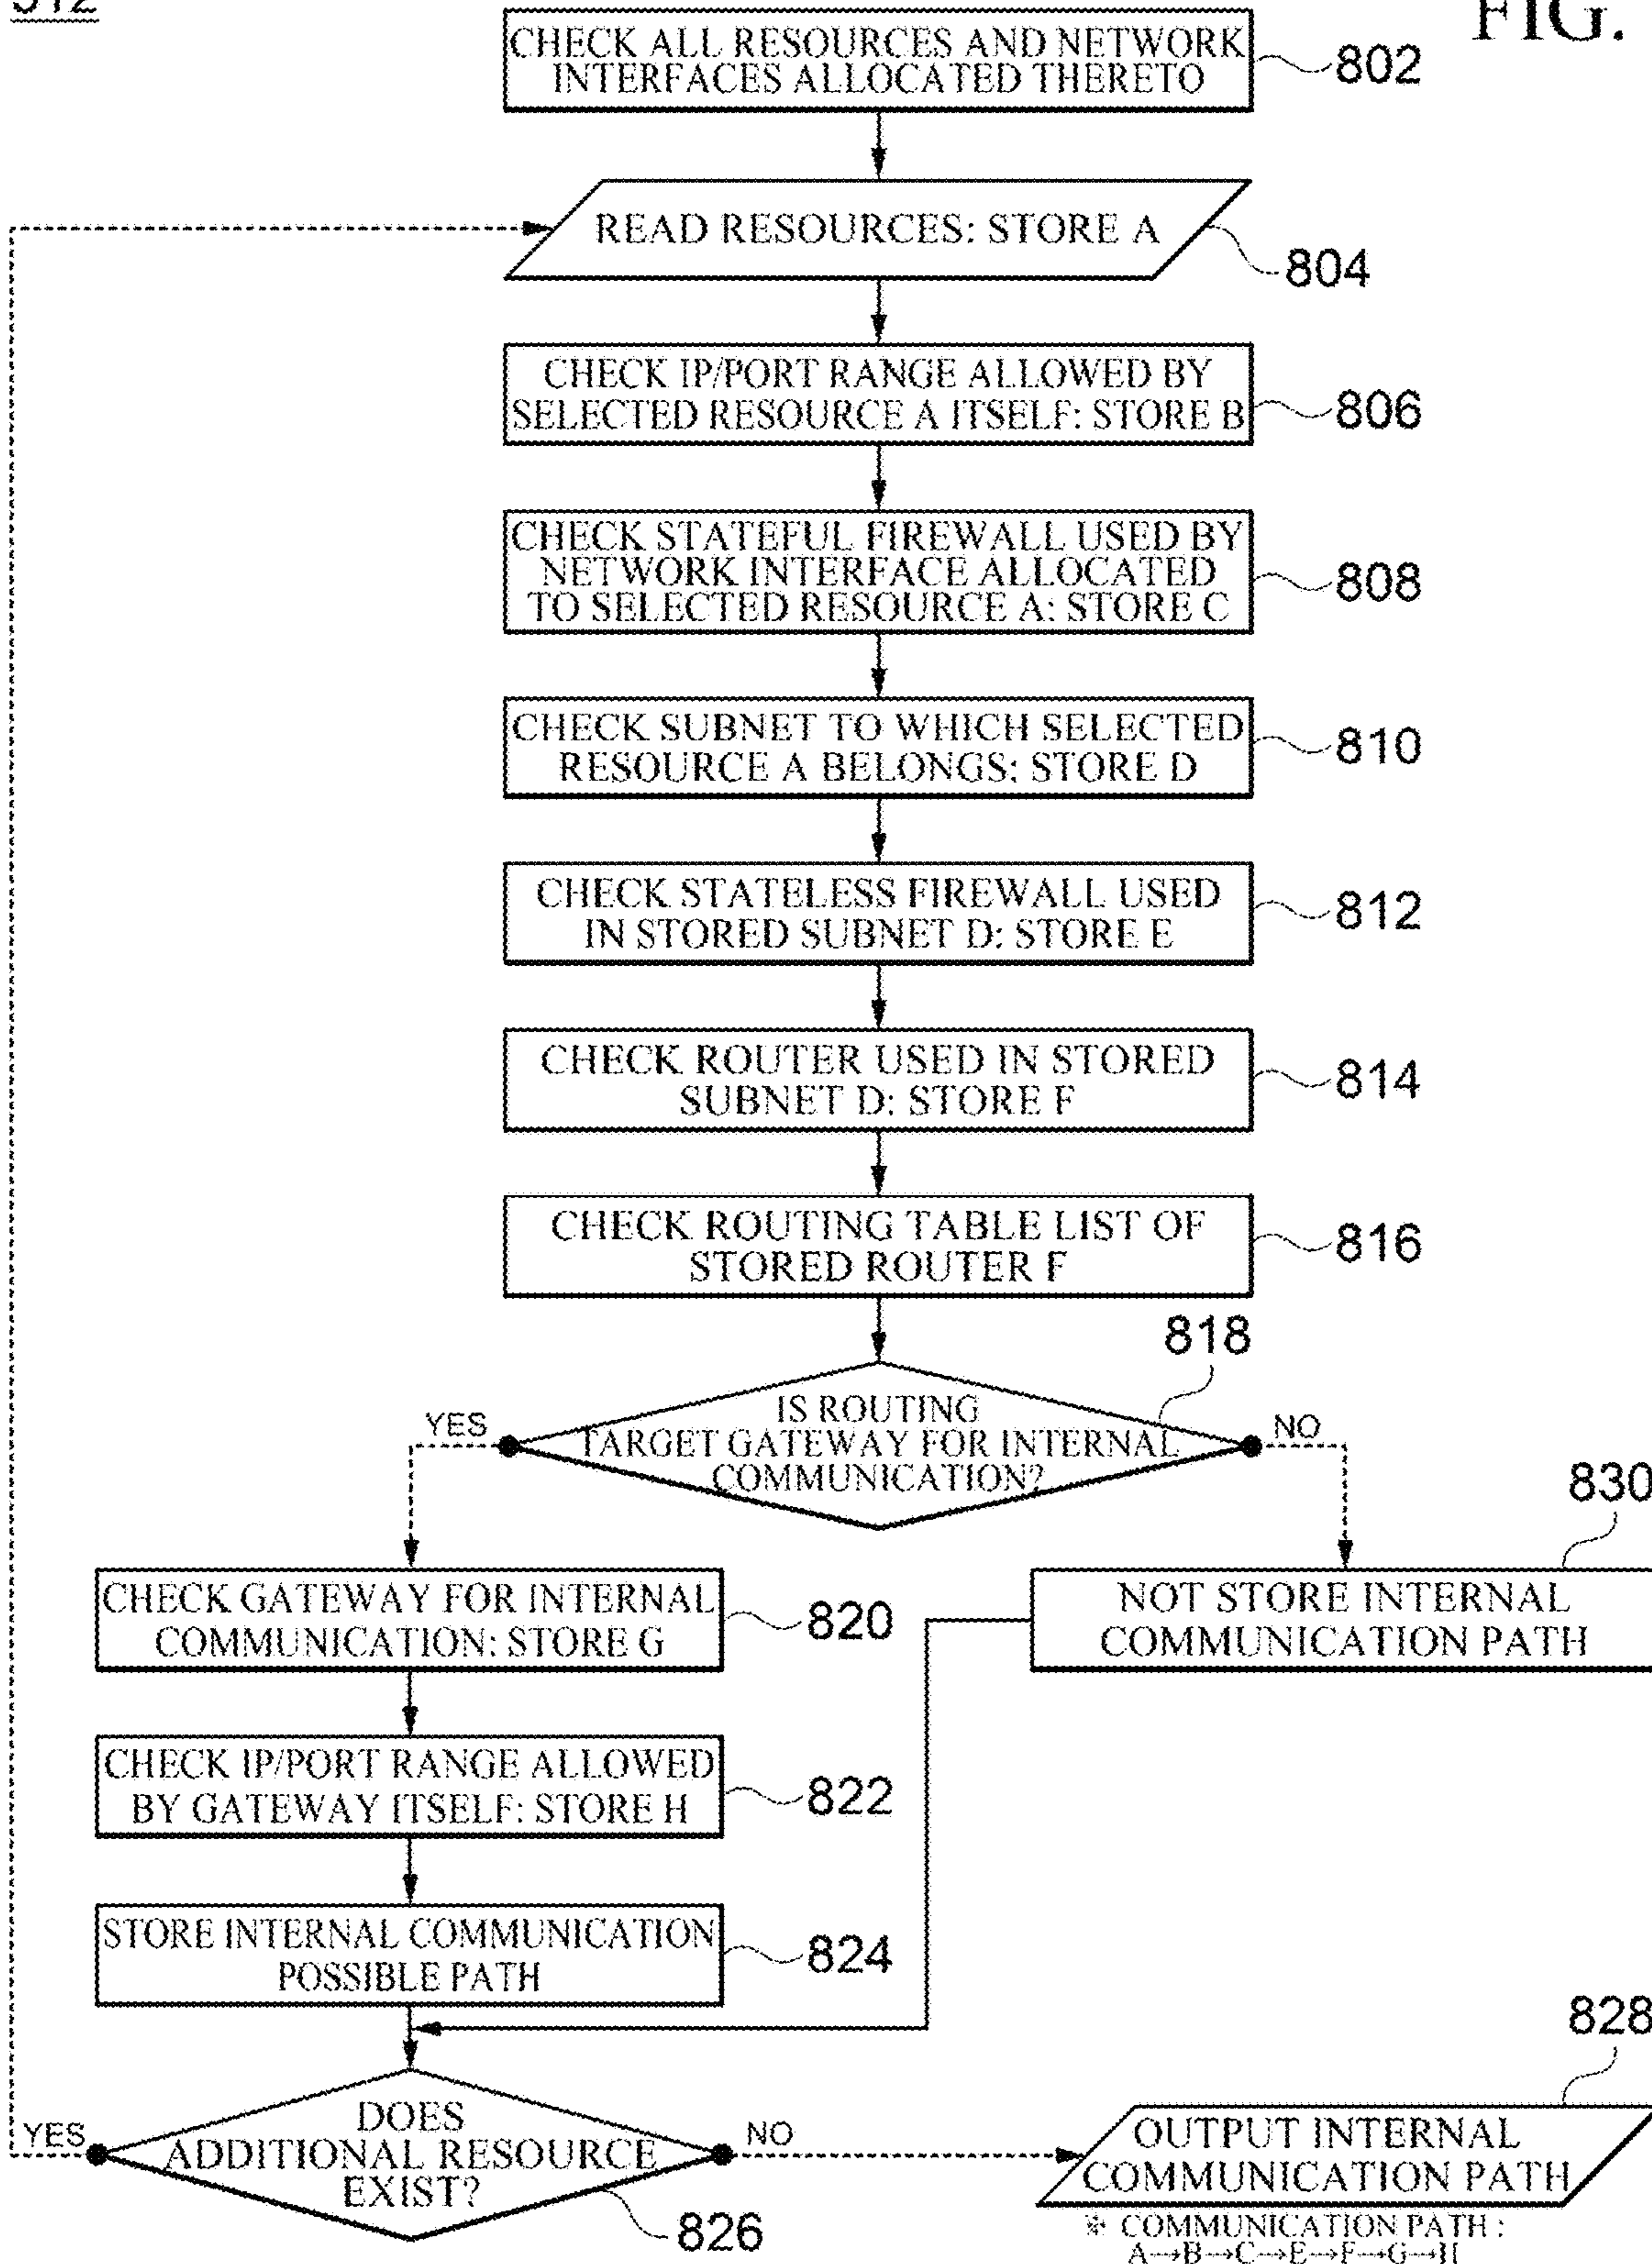 FIG.
CHECK ALL RESOURCES AND NETWORK
INTERFACES ALLOCATED THERETO
802
READ RESOURCES: STORE A
804
CHECK IP/PORT RANGE ALLOWED BY
SELECTED RESOURCE A ITSELF: STORE B
806
CHECK STATEFUL FIREWALL USED BY
NETWORK INTERFACE ALLOCATED
TO SELECTED RESOURCE A: STORE C
808
CHECK SUBNET TO WHICH SELECTED
RESOURCE A BELONGS: STORE D
810
CHECK STATELESS FIREWALL USED
IN STORED SUBNET D: STORE E
812
CHECK ROUTER USED IN STORED
SUBNET D: STORE F
814
CHECK ROUTING TABLE LIST OF
STORED ROUTER F
816
818
IS ROUTING
TARGET GATEWAY FOR INTERNAL
COMMUNICATION?
YES
NO
830
CHECK GATEWAY FOR INTERNAL
COMMUNICATION: STORE G
820
NOT STORE INTERNAL
COMMUNICATION PATH
CHECK IP/PORT RANGE ALLOWED
BY GATEWAY ITSELF: STORE H
822
STORE INTERNAL COMMUNICATION
POSSIBLE PATH
824
828
DOES
ADDITIONAL RESOURCE
EXIST?
YES
NO
826
OUTPUT INTERNAL
COMMUNICATION PATH
※ COMMUNICATION PATH :
A→B→C→E→F→G→H